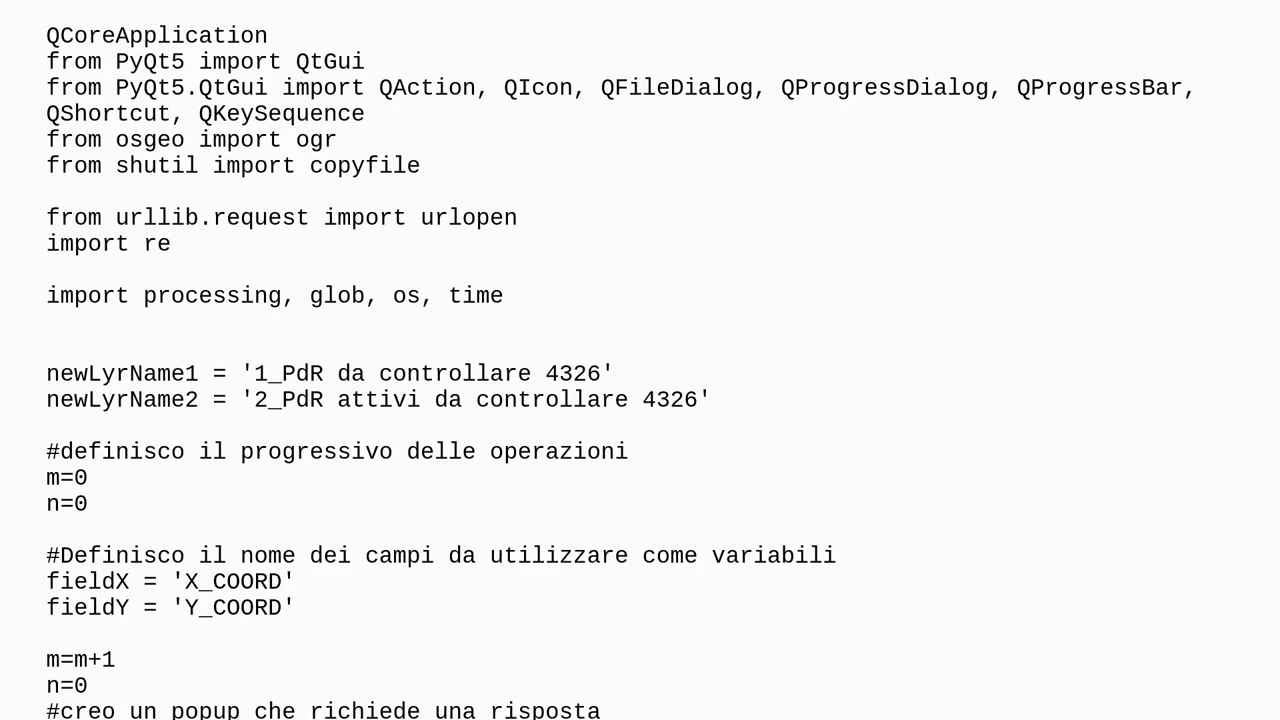 QCoreApplication
from PyQt5 import QtGui
from PyQt5.QtGui import QAction, QIcon, QFileDialog, QProgressDialog, QProgressBar,
QShortcut, QKeySequence
from osgeo import ogr
from shutil import copyfile
from urllib.request import urlopen
import re
import processing, glob, os, time
newLyrName1 = '1_PdR da controllare 4326'
newLyrName2 = '2_PdR attivi da controllare 4326'
#definisco il progressivo delle operazioni
m=0
n=0
#Definisco il nome dei campi da utilizzare come variabili
fieldX = 'X_COORD'
fieldY = 'Y_COORD'
m=m+1
n=0
#creo un popup che richiede una risposta